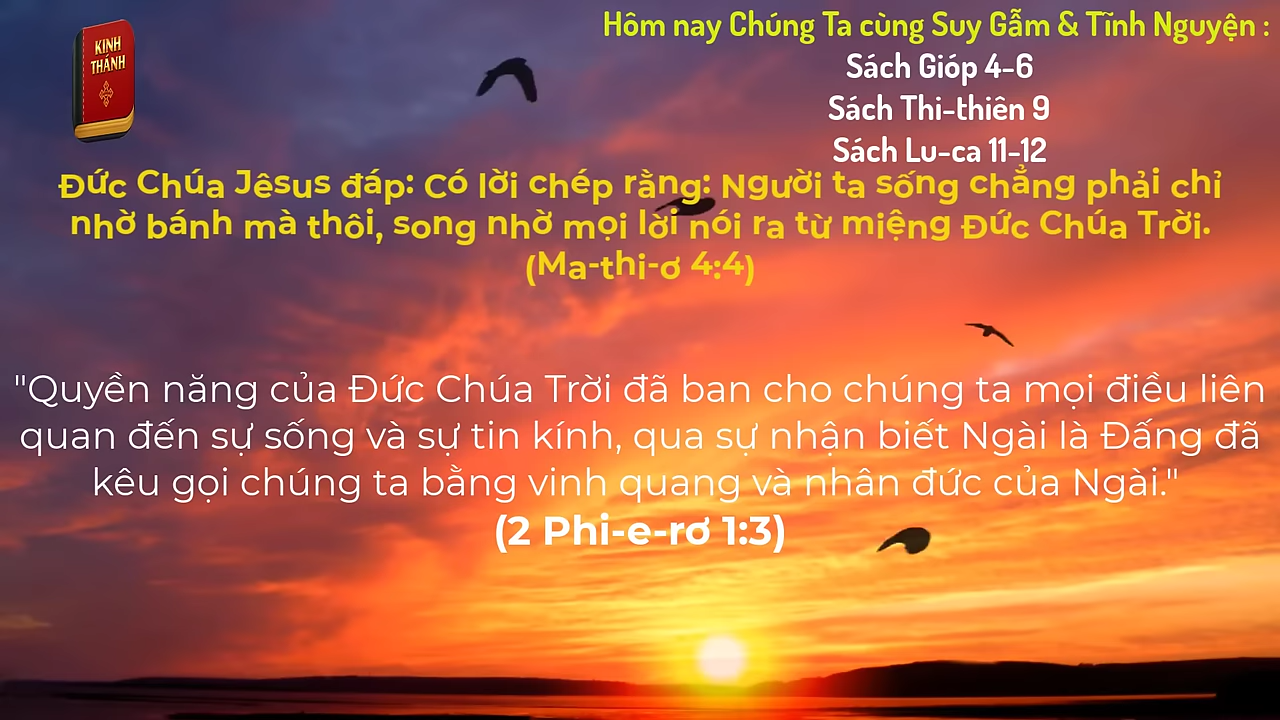 KINH
THÁNH
Hôm nay Chúng Ta cùng Suy Gẫm & Tĩnh Nguyện :
Sách Gióp 4-6
Sách Thi-thiên 9
Sách Lu-ca 11-12
Đức Chúa Jêsus đáp: Có lời chép rằng: Người ta sống chẳng phải chỉ
nhờ bánh mà thôi, song nhờ mọi lời nói ra từ miệng Đức Chúa Trời.
(Ma-thi-ơ 4:4)
"Quyền năng của Đức Chúa Trời đã ban cho chúng ta mọi điều liên
quan đến sự sống và sự tin kính, qua sự nhận biết Ngài là Đấng đã
kêu gọi chúng ta bằng vinh quang và nhân đức của Ngài."
(2 Phi-e-rơ 1:3)